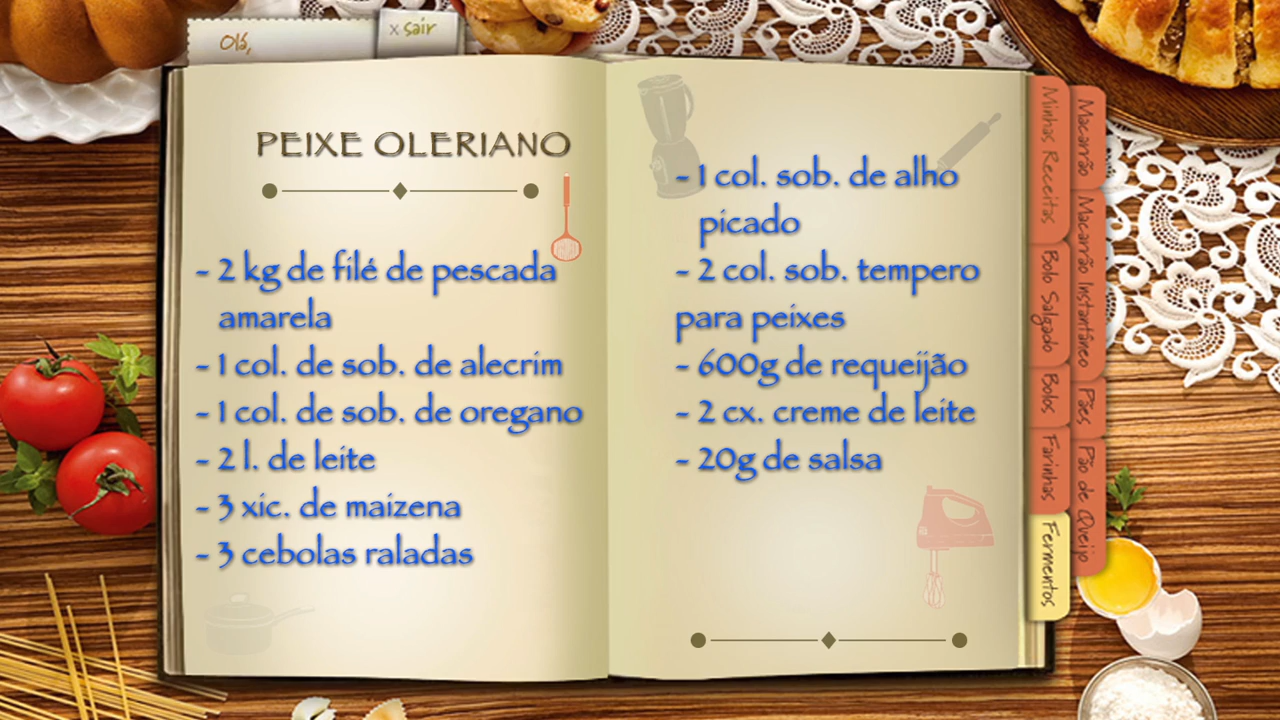 Olá,
x sair
PEIXE OLERIANO
- 2 kg de filé de pescada
amarela
- 1 col. de sob. de alecrim
- 1 col. de sob. de oregano
- 2 l. de leite
- 3 xic. de maizena
- 3 cebolas raladas
- 1 col. sob. de alho
picado
- 2 col. sob. tempero
para peixes
- 600g de requeijão
- 2 cx. creme de leite
- 20g de salsa
Minhas Receitas
Bolo Salgado
Bolos
Farinhas
Fermentos
Macarrão
Macarrão Instantâneo
Pães
Pão de Queijo